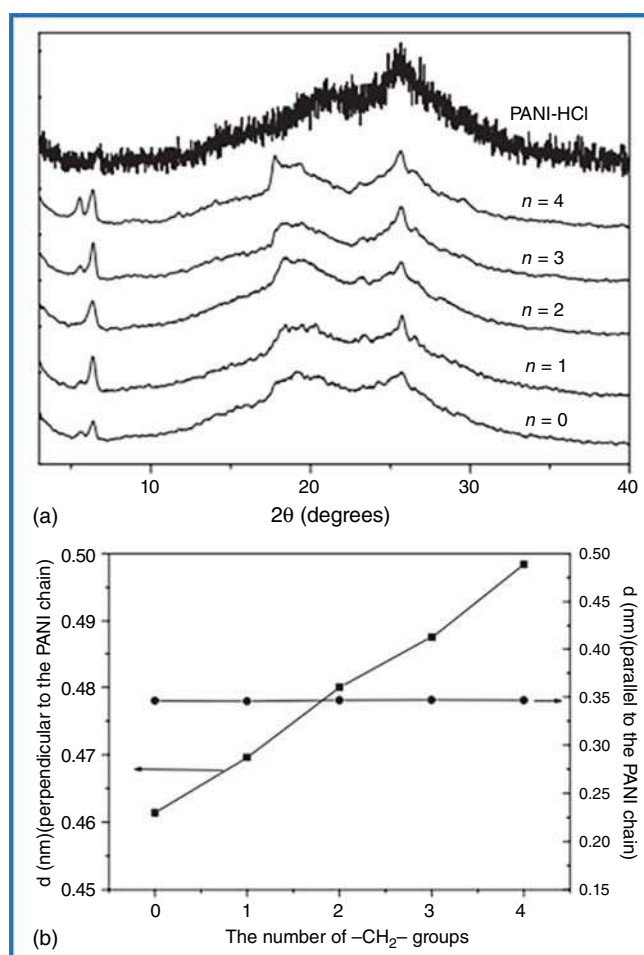 PANI-HCl
n = 4
n = 3
n = 2
n = 1
n = 0
10
20
30
40
(a)
2θ (degrees)
0.50
0.49
0.48
0.47
0.46
0.45
d (nm)(perpendicular to the PANI chain)
0.50
0.45
0.40
0.35
0.30
0.25
0.20
0.15
d (nm)(parallel to the PANI
chain)
0
1
2
3
4
(b)
The number of –CH₂– groups